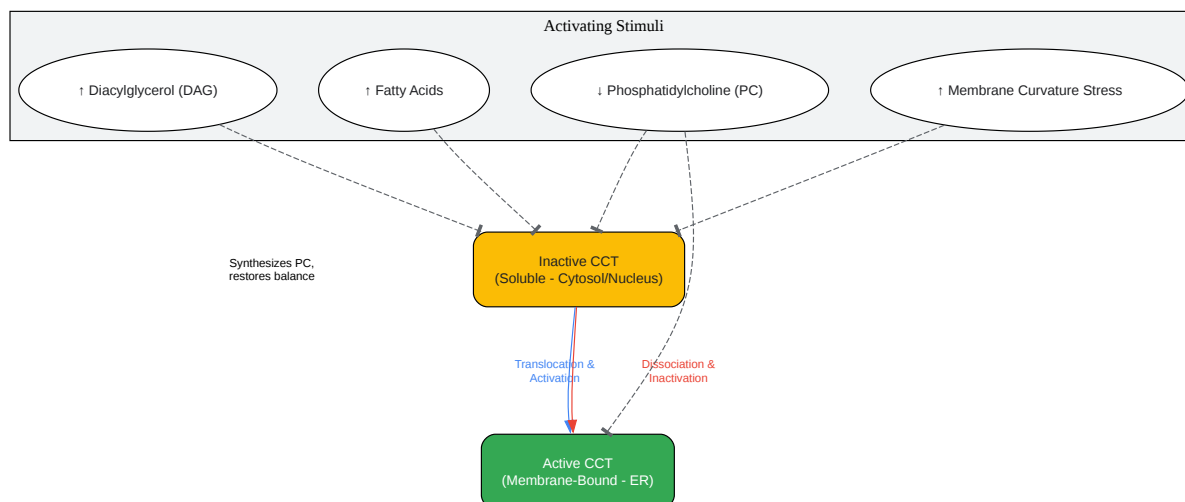 Activating Stimuli
↑ Diacylglycerol (DAG)
↑ Fatty Acids
↓ Phosphatidylcholine (PC)
↑ Membrane Curvature Stress
Synthesizes PC,
restores balance
Inactive CCT
(Soluble - Cytosol/Nucleus)
Translocation &
Activation
Dissociation &
Inactivation
Active CCT
(Membrane-Bound - ER)